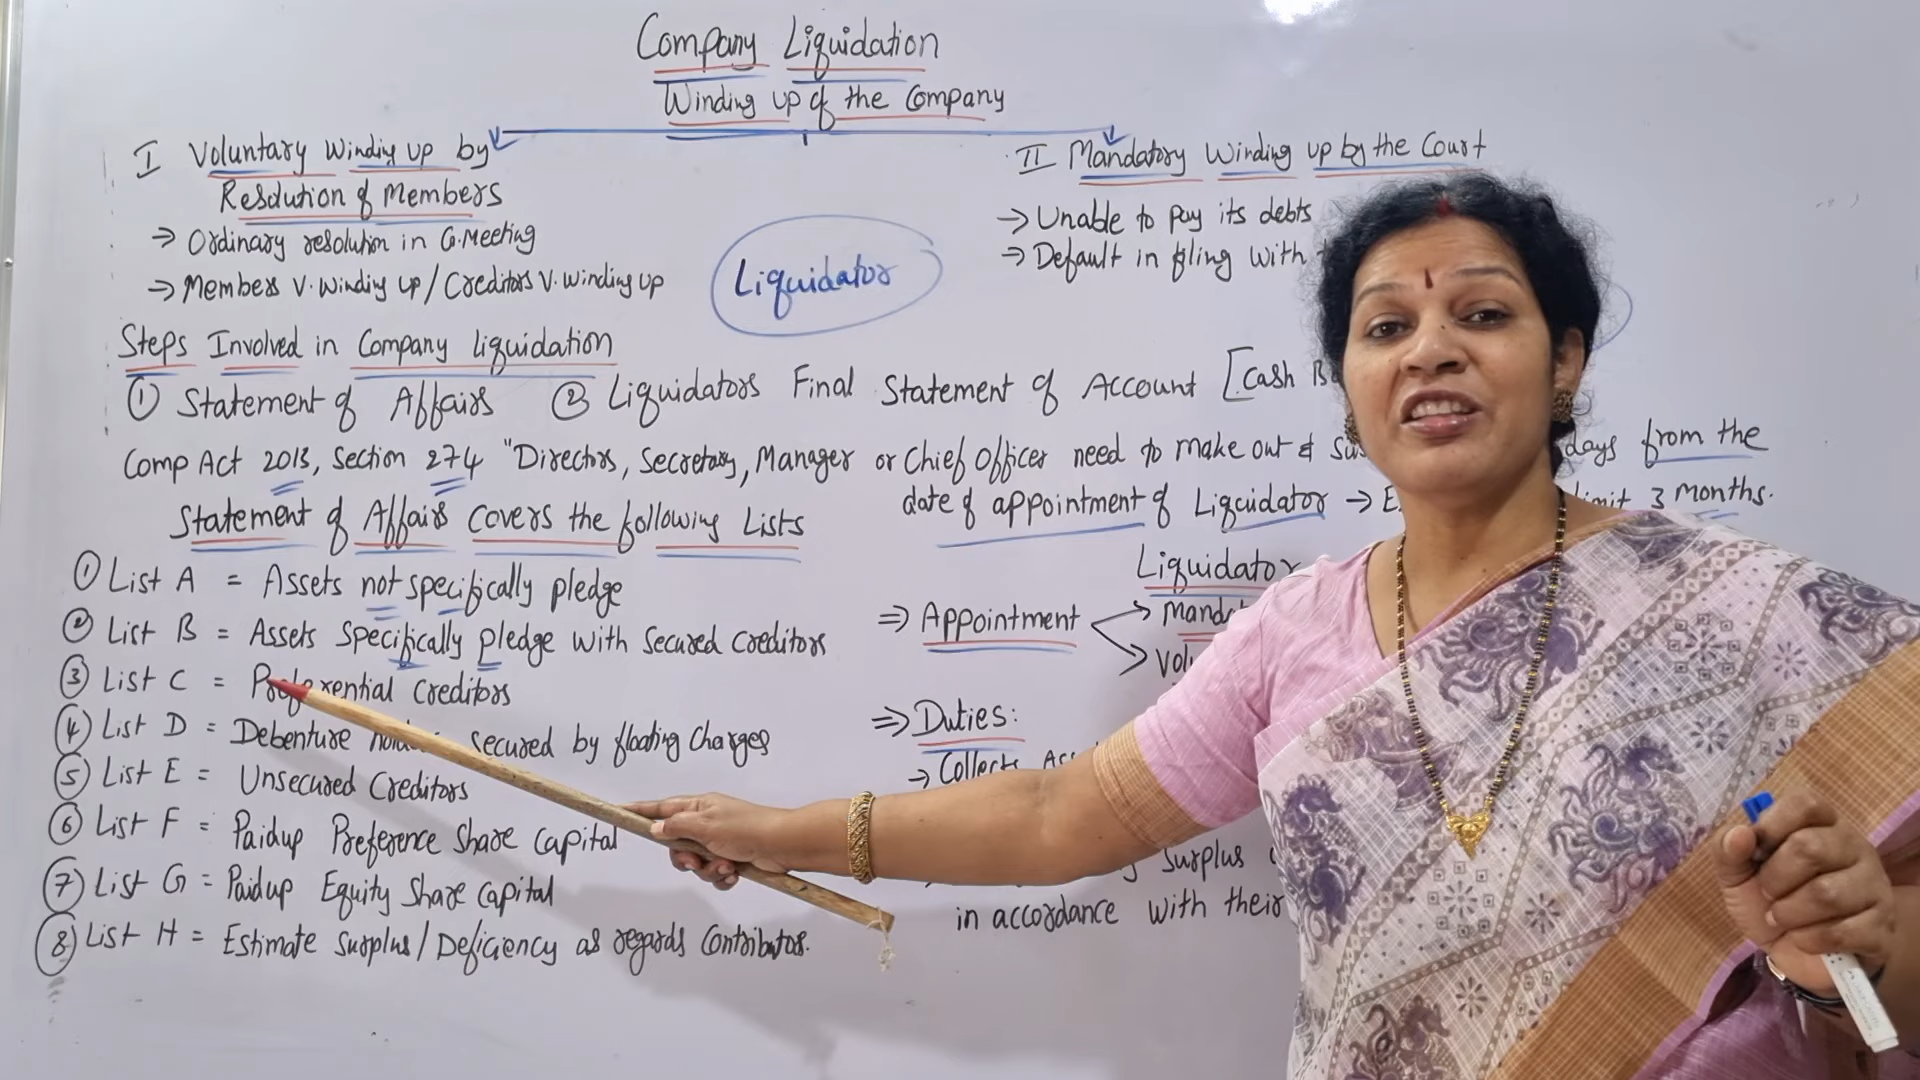 Company Liquidation
Winding up of the Company
I Voluntary Winding up by
Resolution of Members
→ Ordinary resolution in G.Meeting
→ Members V. Winding up / Creditors V. Winding up
II Mandatory Winding up by the Court
→ Unable to pay its debts
→ Default in filing with
Liquidator
Steps Involved in Company liquidation
① Statement of Affairs ② Liquidators Final Statement of Account [Cash
Comp Act 2013, Section 274 "Directors, Secretary, Manager or Chief Officer need to make out & days from the
date of appointment of Liquidator → limit 3 months.
Statement of Affairs Covers the following Lists
① List A = Assets not specifically pledge
② List B = Assets Specifically pledge with Secured Creditors
③ List C = Preferential Creditors
④ List D = Debenture secured by floating Charges
⑤ List E = Unsecured Creditors
⑥ List F = Paidup Preference Share Capital
⑦ List G = Paidup Equity Share Capital
⑧ List H = Estimate Surplus/Deficiency as regards Contributor.
Liquidator
⇒ Appointment → 
⇒ Duties:
→ Collects
Surplus
in accordance with their